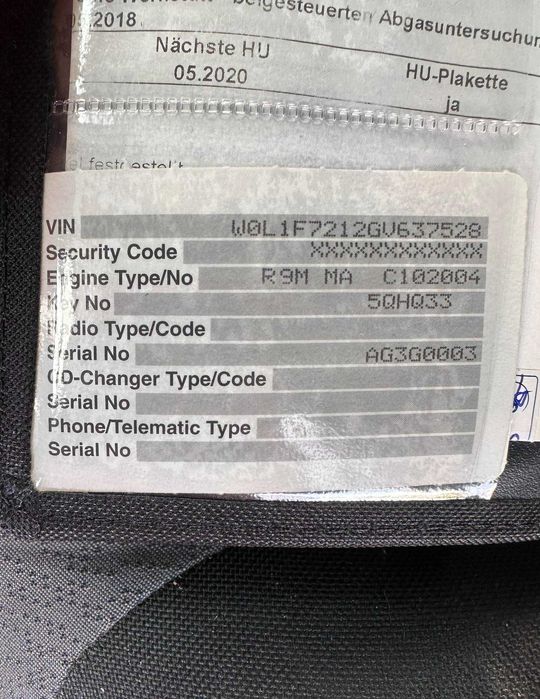 beigesteuerten Abgasuntersuchun
05.2018
Nächste HU
05.2020
HU-Plakette
ja
VIN W0L1F7212GV637528
Security Code XXXXXXXXXXXX
Engine Type/No R9M MA C102004
Key No 5QHQ33
Radio Type/Code
Serial No AG3G0003
CD-Changer Type/Code
Serial No
Phone/Telematic Type
Serial No